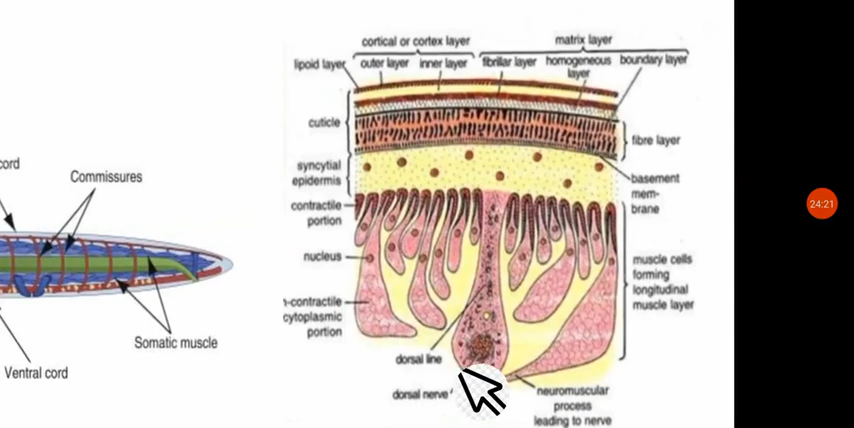 cortical or cortex layer
matrix layer
lipoid layer
outer layer
inner layer
fibrillar layer
homogeneous
layer
boundary layer
cuticle
fibre layer
syncytial
epidermis
basement
mem-
brane
contractile
portion
nucleus
muscle cells
forming
longitudinal
muscle layer
n-contractile
cytoplasmic
portion
dorsal line
dorsal nerve
neuromuscular
process
leading to nerve
cord
Commissures
Somatic muscle
Ventral cord
24:21